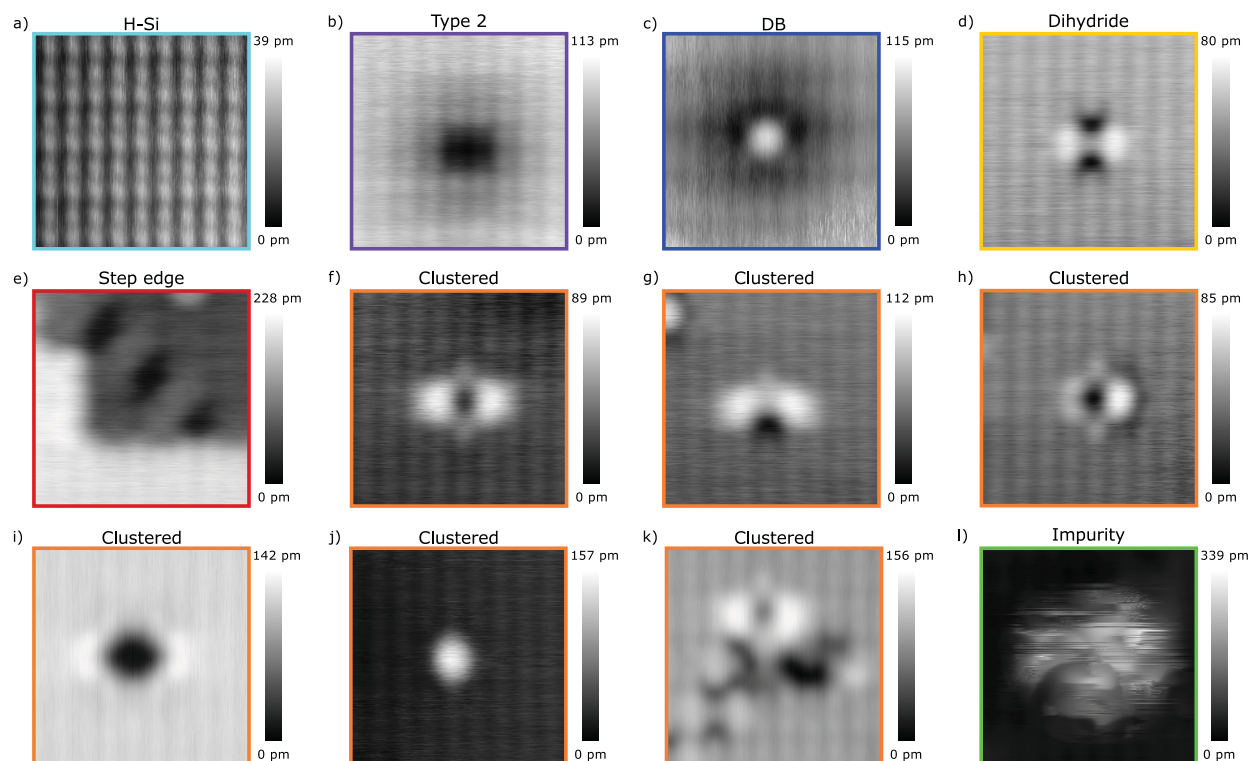 a) H-Si 39 pm 0 pm
b) Type 2 113 pm 0 pm
c) DB 115 pm 0 pm
d) Dihydride 80 pm 0 pm
e) Step edge 228 pm 0 pm
f) Clustered 89 pm 0 pm
g) Clustered 112 pm 0 pm
h) Clustered 85 pm 0 pm
i) Clustered 142 pm 0 pm
j) Clustered 157 pm 0 pm
k) Clustered 156 pm 0 pm
l) Impurity 339 pm 0 pm